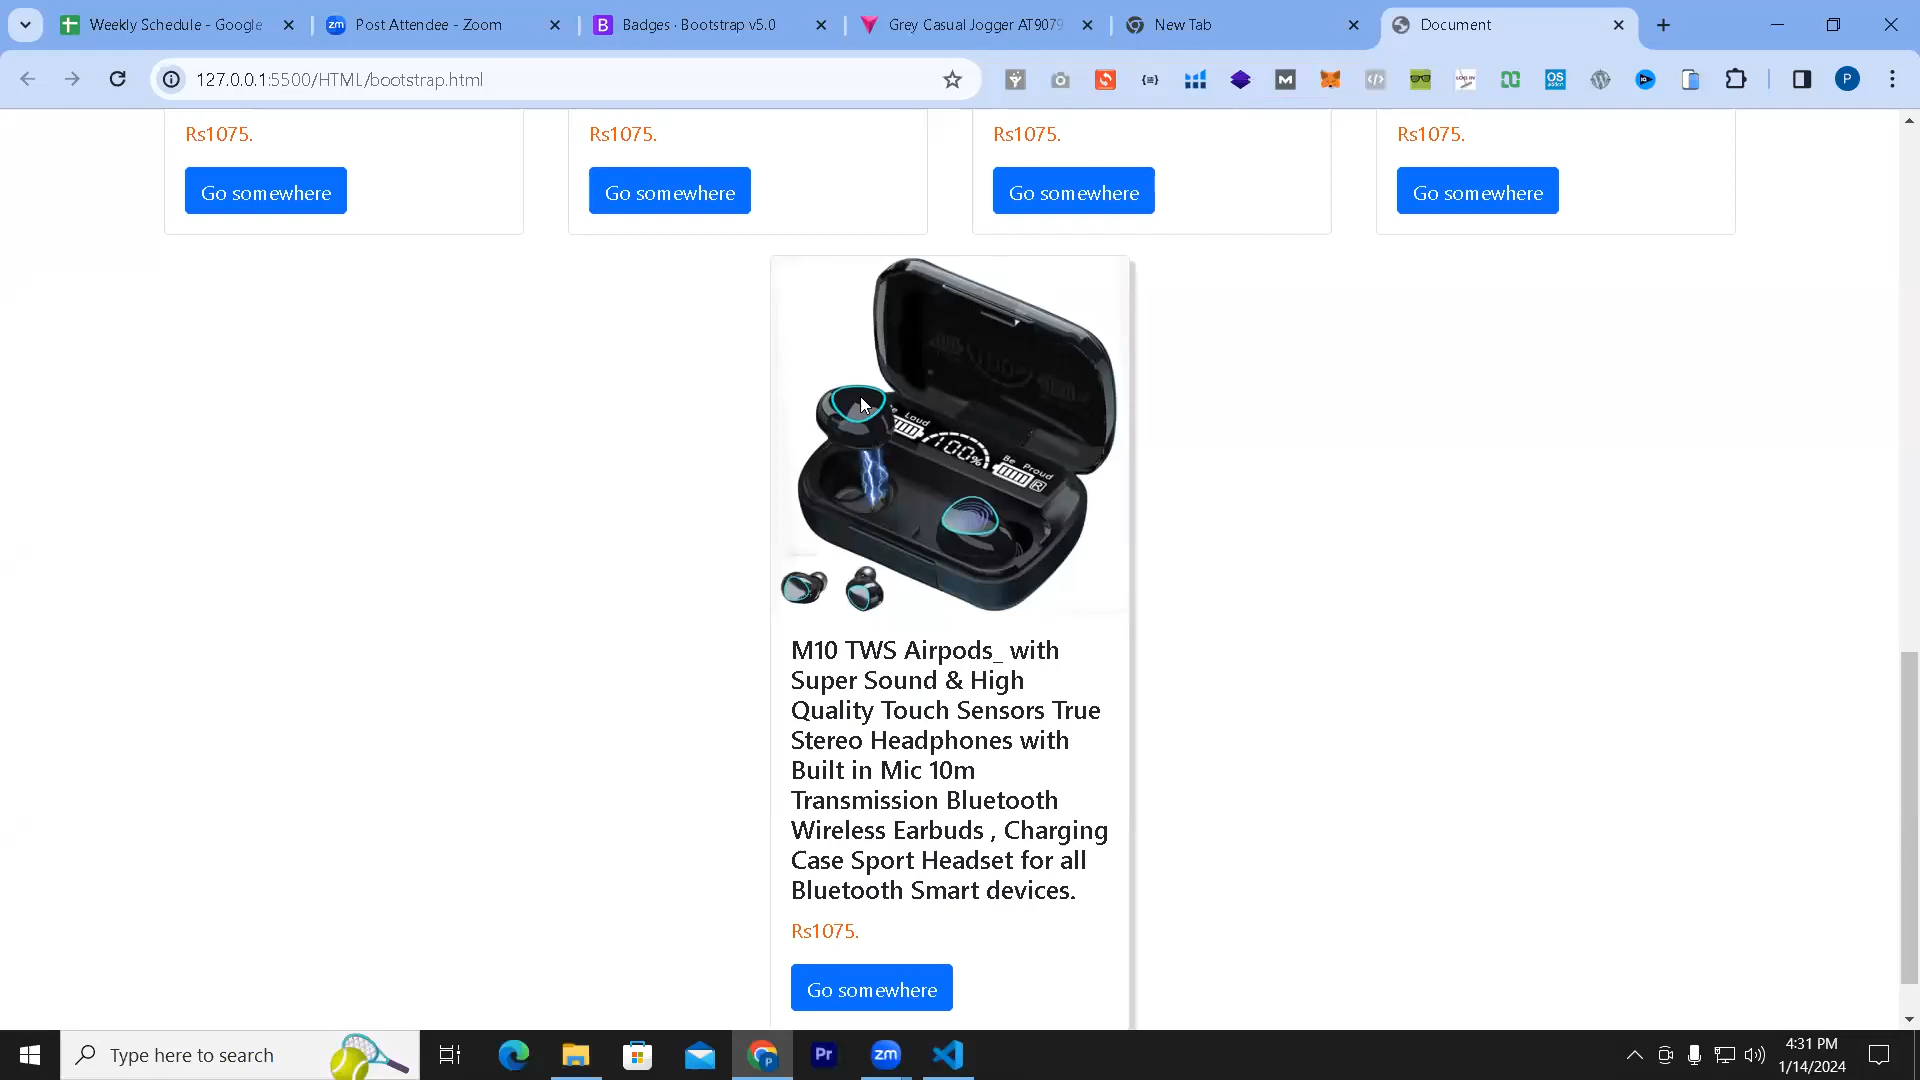 Weekly Schedule - Google
Post Attendee - Zoom
Badges · Bootstrap v5.0
Grey Casual Jogger AT9079
New Tab
Document
127.0.0.1:5500/HTML/bootstrap.html
Rs1075. Rs1075. Rs1075. Rs1075.
Go somewhere Go somewhere Go somewhere Go somewhere
Loud
100%
Be Proud
M10 TWS Airpods_ with
Super Sound & High
Quality Touch Sensors True
Stereo Headphones with
Built in Mic 10m
Transmission Bluetooth
Wireless Earbuds , Charging
Case Sport Headset for all
Bluetooth Smart devices.
Rs1075.
Go somewhere
Type here to search
4:31 PM
1/14/2024